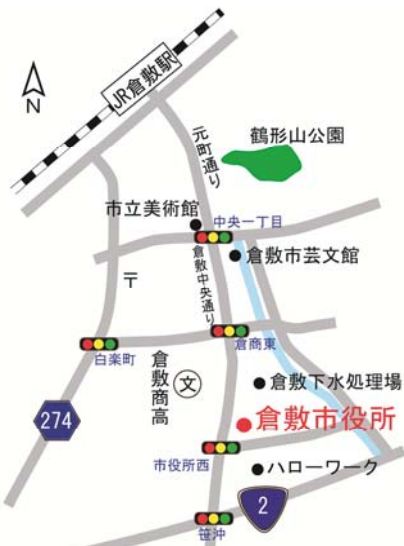 JR倉敷駅
N
鶴形山公園
元町通り
市立美術館
中央一丁目
倉敷市芸文館
倉敷中央通り
〒
白楽町
倉商東
倉敷商高
文
倉敷下水処理場
倉敷市役所
274
市役所西
ハローワーク
2
笹沖